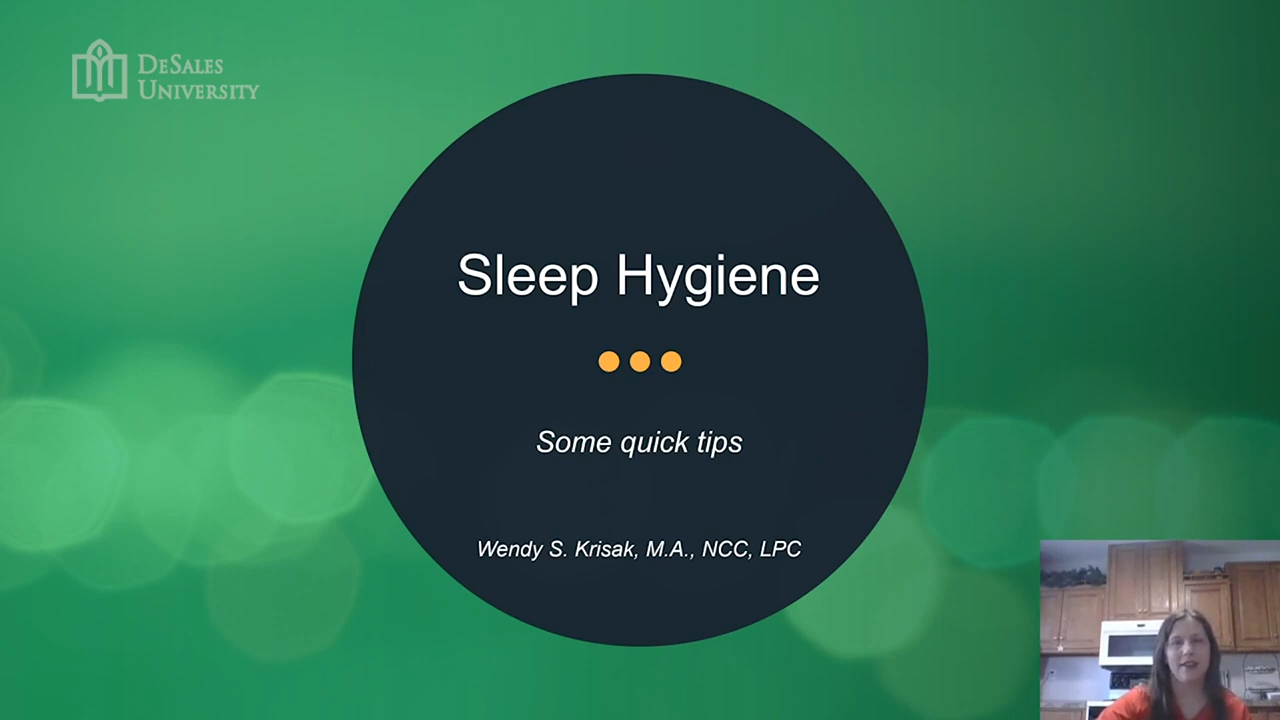 DeSales
University
Sleep Hygiene
Some quick tips
Wendy S. Krisak, M.A., NCC, LPC